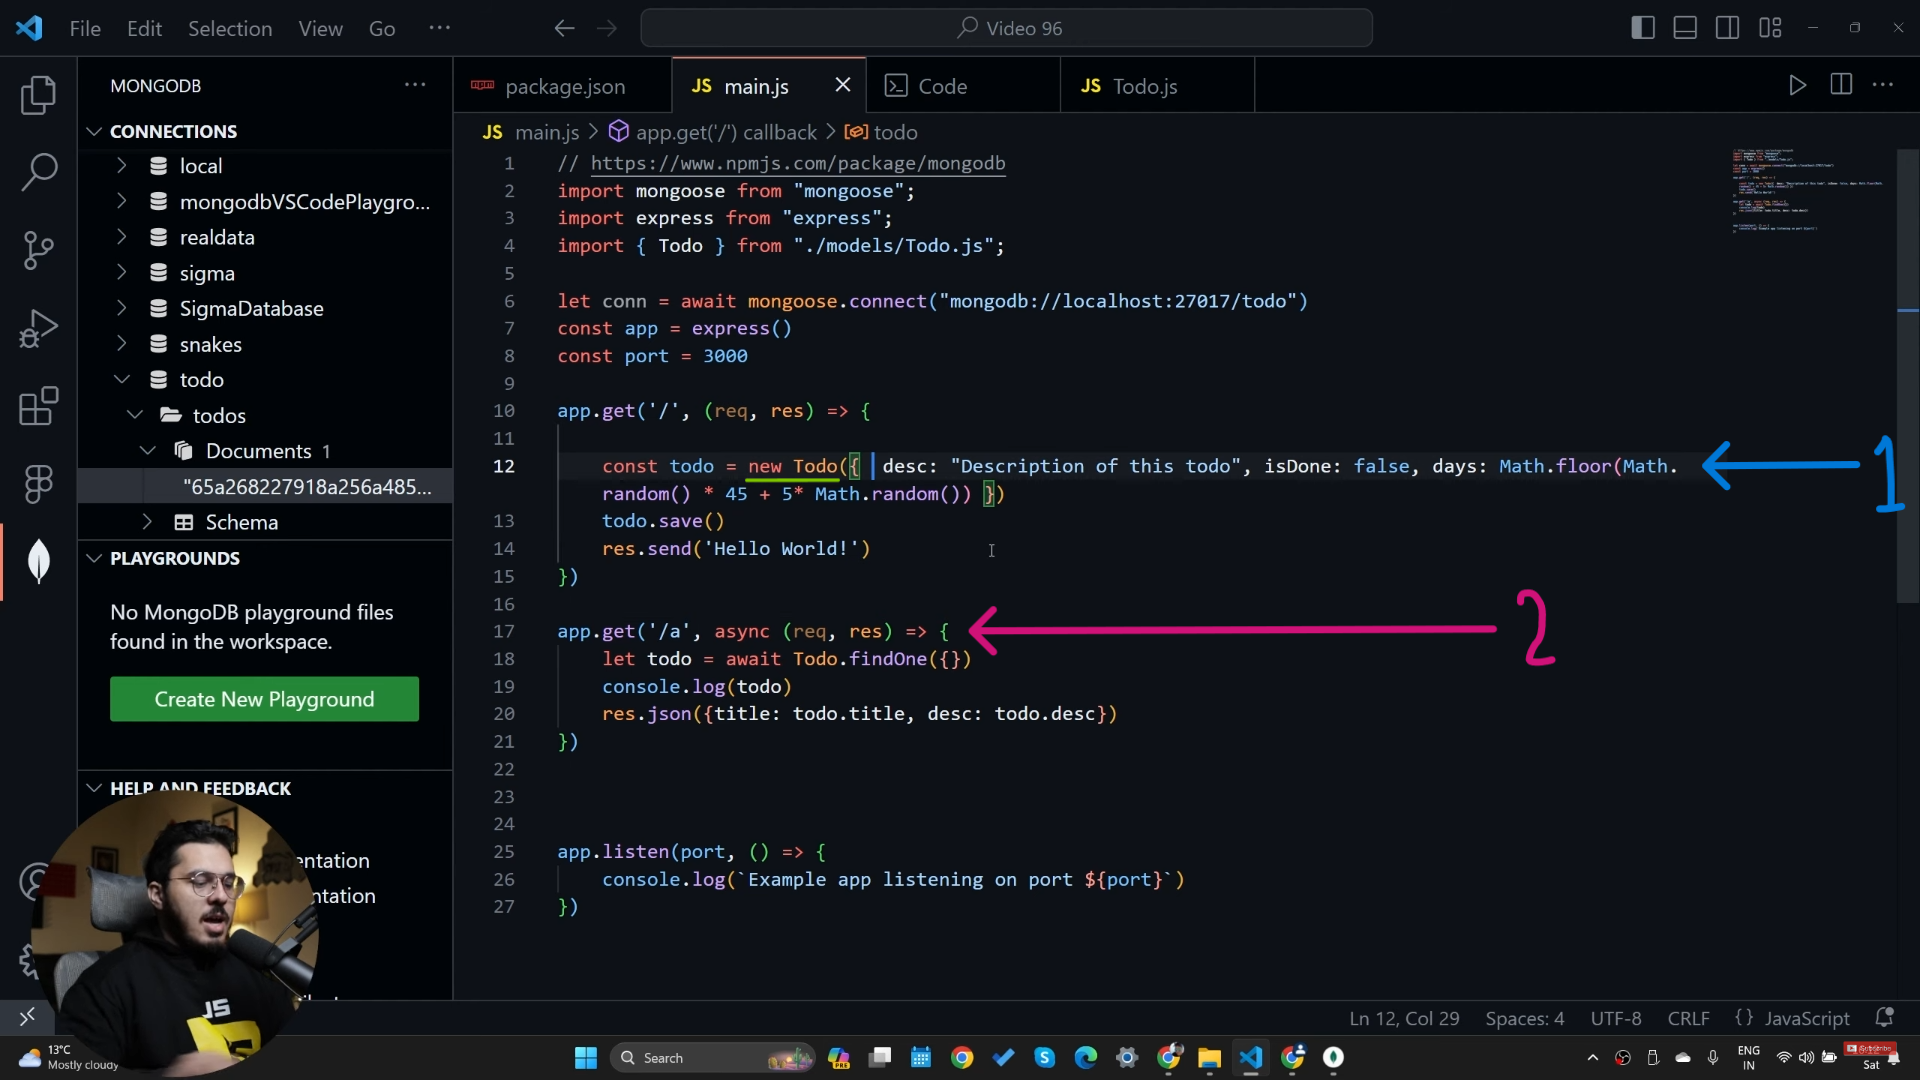 File Edit Selection View Go ··· Video 96
MONGODB ···
CONNECTIONS
local
mongodbVSCodePlaygro...
realdata
sigma
SigmaDatabase
snakes
todo
todos
Documents 1
"65a268227918a256a485...
Schema
PLAYGROUNDS
No MongoDB playground files
found in the workspace.
Create New Playground
HELP AND FEEDBACK
entation
ntation
package.json JS main.js Code JS Todo.js
JS main.js > app.get('/') callback > todo
1 // https://www.npmjs.com/package/mongodb
2 import mongoose from "mongoose";
3 import express from "express";
4 import { Todo } from "./models/Todo.js";
5
6 let conn = await mongoose.connect("mongodb://localhost:27017/todo")
7 const app = express()
8 const port = 3000
9
10 app.get('/', (req, res) => {
11
12 const todo = new Todo({ desc: "Description of this todo", isDone: false, days: Math.floor(Math.
random() * 45 + 5* Math.random()) })
13 todo.save()
14 res.send('Hello World!')
15 })
16
17 app.get('/a', async (req, res) => {
18 let todo = await Todo.findOne({})
19 console.log(todo)
20 res.json({title: todo.title, desc: todo.desc})
21 })
22
23
24
25 app.listen(port, () => {
26 console.log(`Example app listening on port ${port}`)
27 })
1
2
JS
Ln 12, Col 29 Spaces: 4 UTF-8 CRLF {} JavaScript
13°C
Mostly cloudy
Search
PRE
ENG
IN
Subscribe
Sat